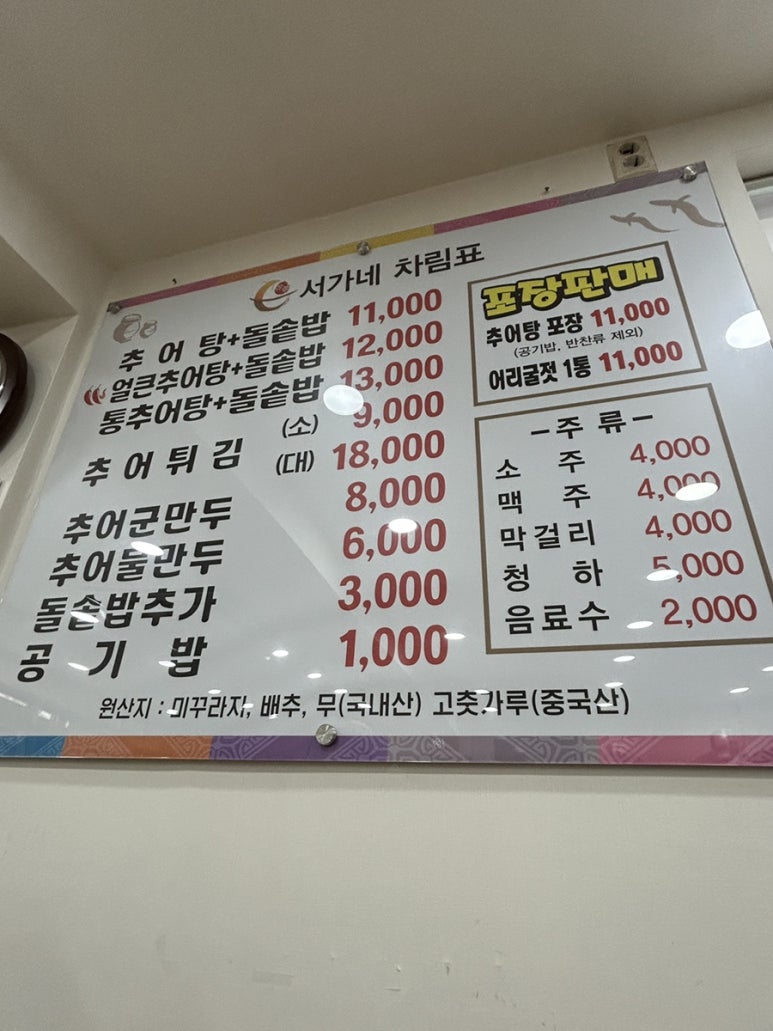 서가네 차림표
추어탕+돌솥밥 11,000
얼큰추어탕+돌솥밥 12,000
통추어탕+돌솥밥 13,000
추어튀김 (소) 9,000
(대) 18,000
추어군만두 8,000
추어물만두 6,000
돌솥밥추가 3,000
공기밥 1,000
포장판매
추어탕 포장 11,000
(공기밥, 반찬류 제외)
어리굴젓 1통 11,000
-주류-
소주 4,000
맥주 4,000
막걸리 4,000
청하 5,000
음료수 2,000
원산지 : 미꾸라지, 배추, 무(국내산) 고춧가루(중국산)